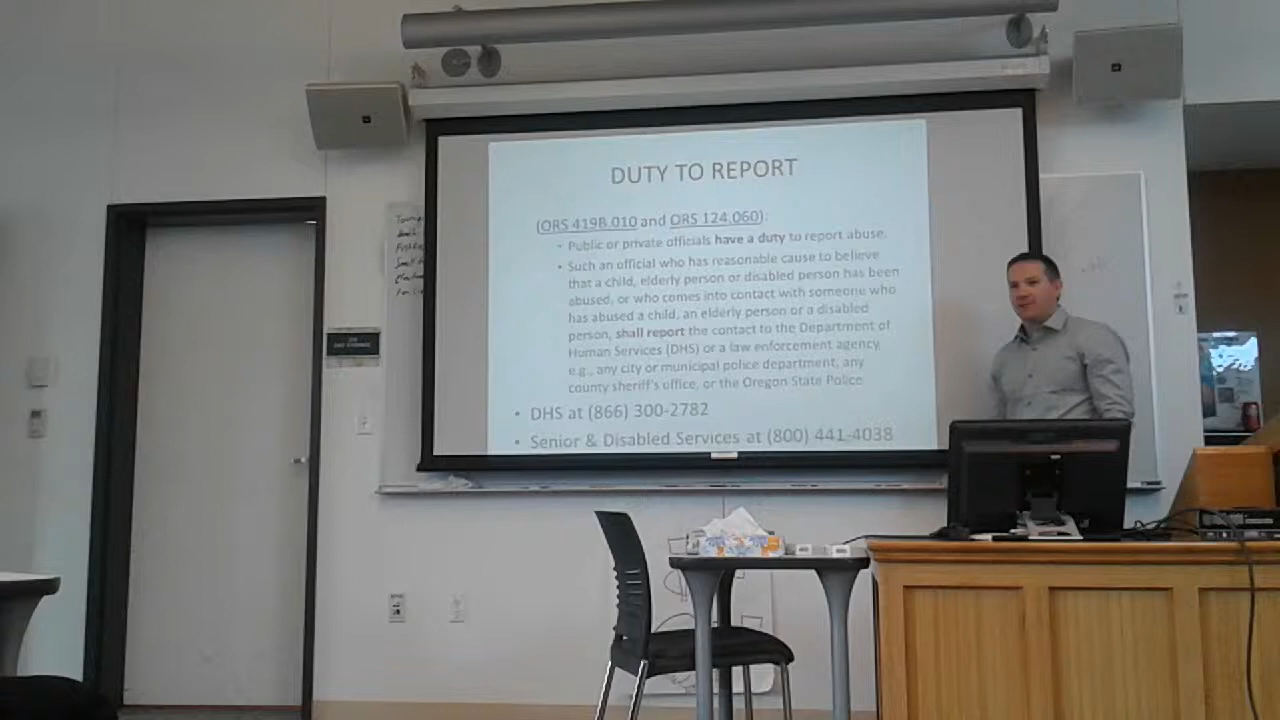 DUTY TO REPORT
(ORS 419B.010 and ORS 124.060):
• Public or private officials have a duty to report abuse.
• Such an official who has reasonable cause to believe
that a child, elderly person or disabled person has been
abused, or who comes into contact with someone who
has abused a child, an elderly person or a disabled
person, shall report the contact to the Department of
Human Services (DHS) or a law enforcement agency,
e.g., any city or municipal police department, any
county sheriff's office, or the Oregon State Police
• DHS at (866) 300-2782
• Senior & Disabled Services at (800) 441-4038